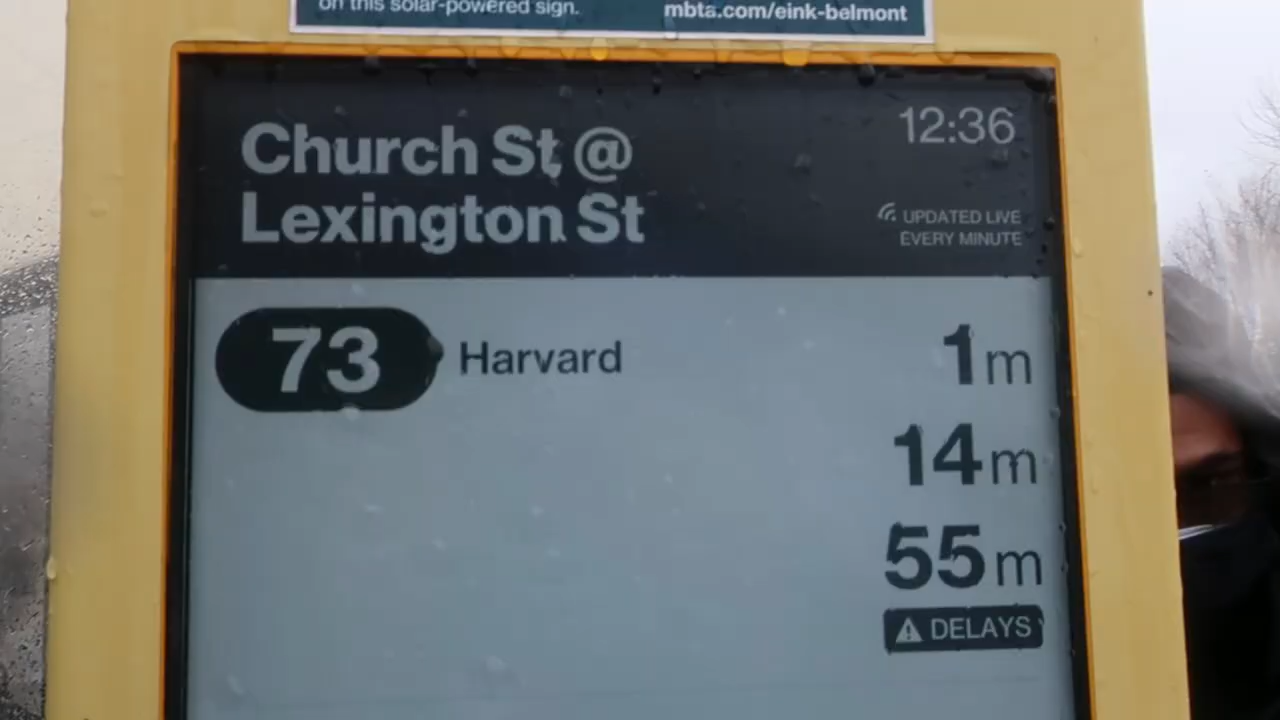 on this solar-powered sign.
mbta.com/eink-belmont
Church St @
Lexington St
12:36
UPDATED LIVE
EVERY MINUTE
73 Harvard 1m
14m
55m
DELAYS